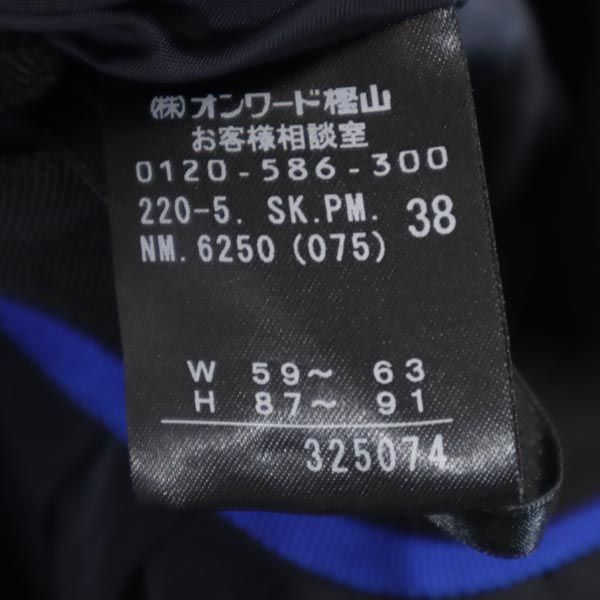 ㈱オンワード樫山
お客様相談室
0120-586-300
220-5. SK.PM. 38
NM.6250(075)
W 59～ 63
H 87～ 91
325074